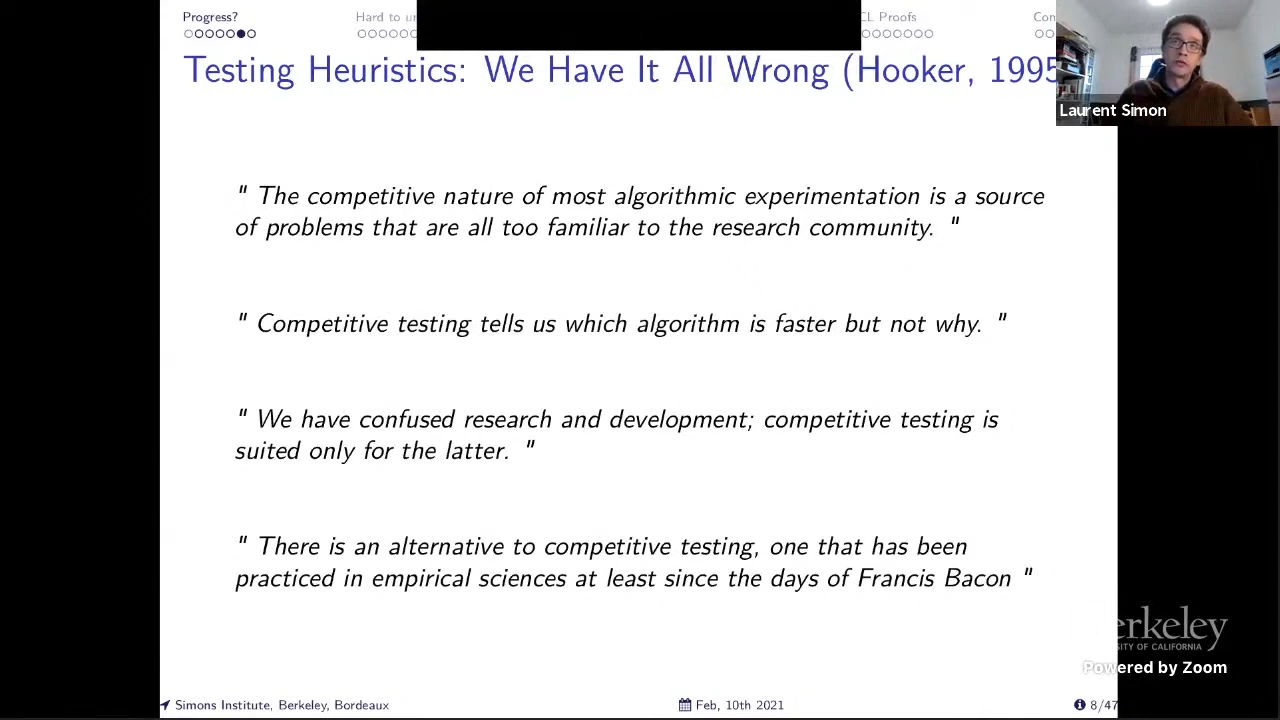 Progress?
Hard to
CL Proofs
Testing Heuristics: We Have It All Wrong (Hooker, 1995
Laurent Simon
" The competitive nature of most algorithmic experimentation is a source
of problems that are all too familiar to the research community. "
" Competitive testing tells us which algorithm is faster but not why. "
" We have confused research and development; competitive testing is
suited only for the latter. "
" There is an alternative to competitive testing, one that has been
practiced in empirical sciences at least since the days of Francis Bacon "
Powered by Zoom
Simons Institute, Berkeley, Bordeaux
Feb, 10th 2021
8/47